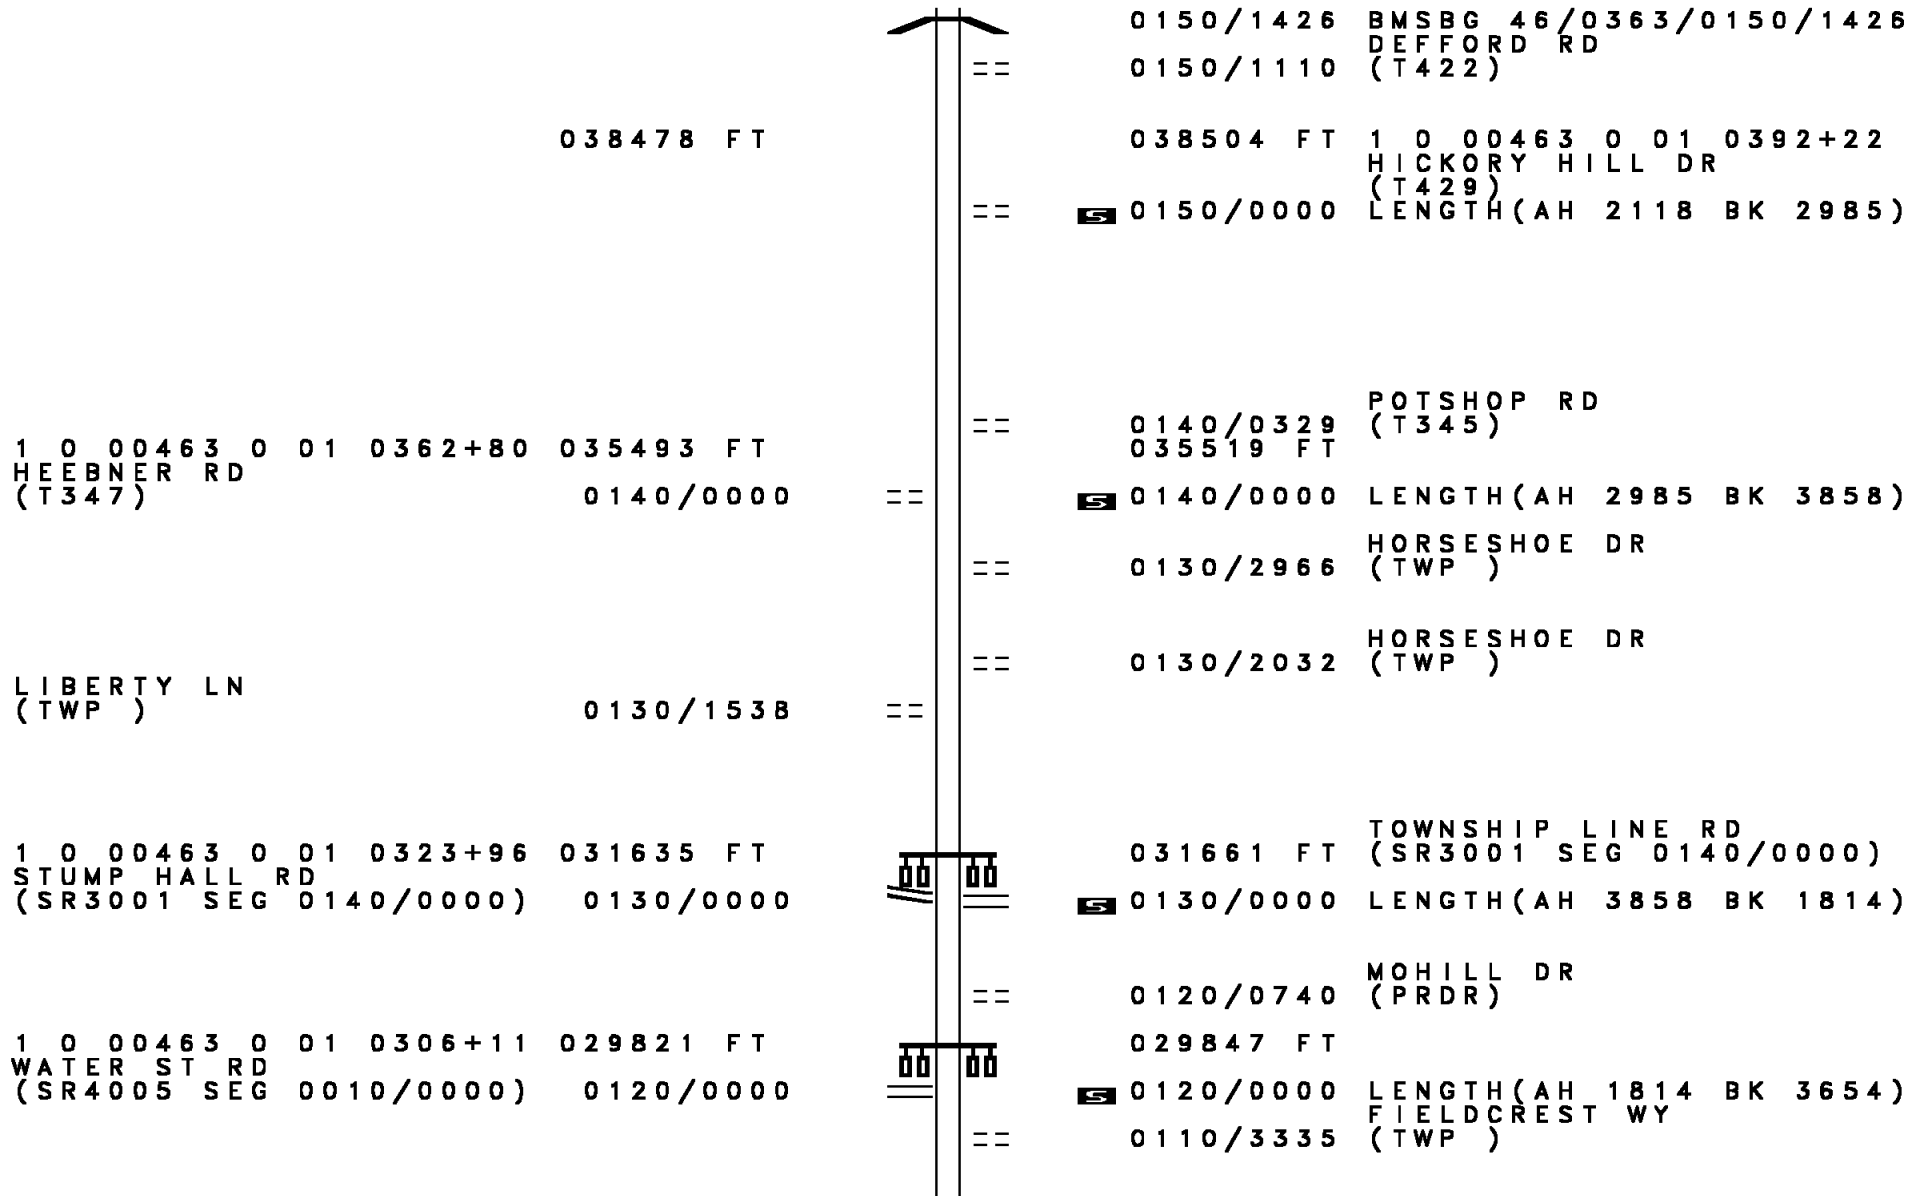 0150/1426 BMSBG 46/0363/0150/1426
DEFFORD RD
0150/1110 (T422)
038478 FT 038504 FT 1 0 00463 0 01 0392+22
HICKORY HILL DR
(T429)
S 0150/0000 LENGTH(AH 2118 BK 2985)
POTSHOP RD
0140/0329 (T345)
1 0 00463 0 01 0362+80 035493 FT 035519 FT
HEEBNER RD
(T347) 0140/0000 S 0140/0000 LENGTH(AH 2985 BK 3858)
HORSESHOE DR
0130/2966 (TWP )
HORSESHOE DR
0130/2032 (TWP )
LIBERTY LN
(TWP ) 0130/1538
TOWNSHIP LINE RD
1 0 00463 0 01 0323+96 031635 FT 031661 FT (SR3001 SEG 0140/0000)
STUMP HALL RD
(SR3001 SEG 0140/0000) 0130/0000 S 0130/0000 LENGTH(AH 3858 BK 1814)
MOHILL DR
0120/0740 (PRDR)
1 0 00463 0 01 0306+11 029821 FT 029847 FT
WATER ST RD
(SR4005 SEG 0010/0000) 0120/0000 S 0120/0000 LENGTH(AH 1814 BK 3654)
FIELDCREST WY
0110/3335 (TWP )